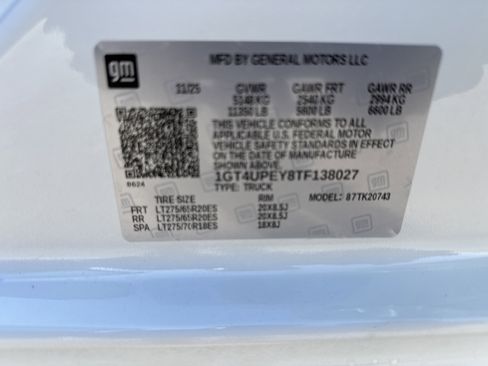 gm
MFD BY GENERAL MOTORS LLC
11/25 GVWR GAWR FRT GAWR RR
5148 KG 2540 KG 2994 KG
11350 LB 5600 LB 6600 LB
THIS VEHICLE CONFORMS TO ALL
APPLICABLE U.S. FEDERAL MOTOR
VEHICLE SAFETY STANDARDS IN EFFECT
ON THE DATE OF MANUFACTURE
SHOWN ABOVE.
1GT4UPEY8TF138027
TYPE: TRUCK MODEL: 87TK20743
0624
TIRE SIZE RIM
FRT LT275/65R20ES 20X8.5J
RR LT275/65R20ES 20X8.5J
SPA LT275/70R18ES 18X8J